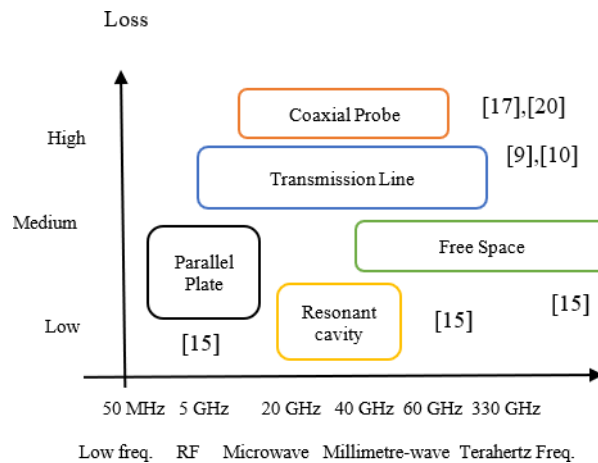 Loss
Coaxial Probe
[17],[20]
High
[9],[10]
Transmission Line
Medium
Free Space
Parallel
Plate
[15]
Resonant
cavity
[15]
Low
[15]
50 MHz 5 GHz 20 GHz 40 GHz 60 GHz 330 GHz
Low freq. RF Microwave Millimetre-wave Terahertz Freq.